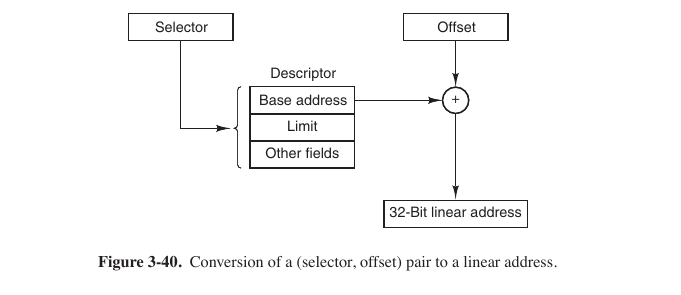 Selector
Offset
Descriptor
Base address
+
Limit
Other fields
32-Bit linear address
Figure 3-40. Conversion of a (selector, offset) pair to a linear address.